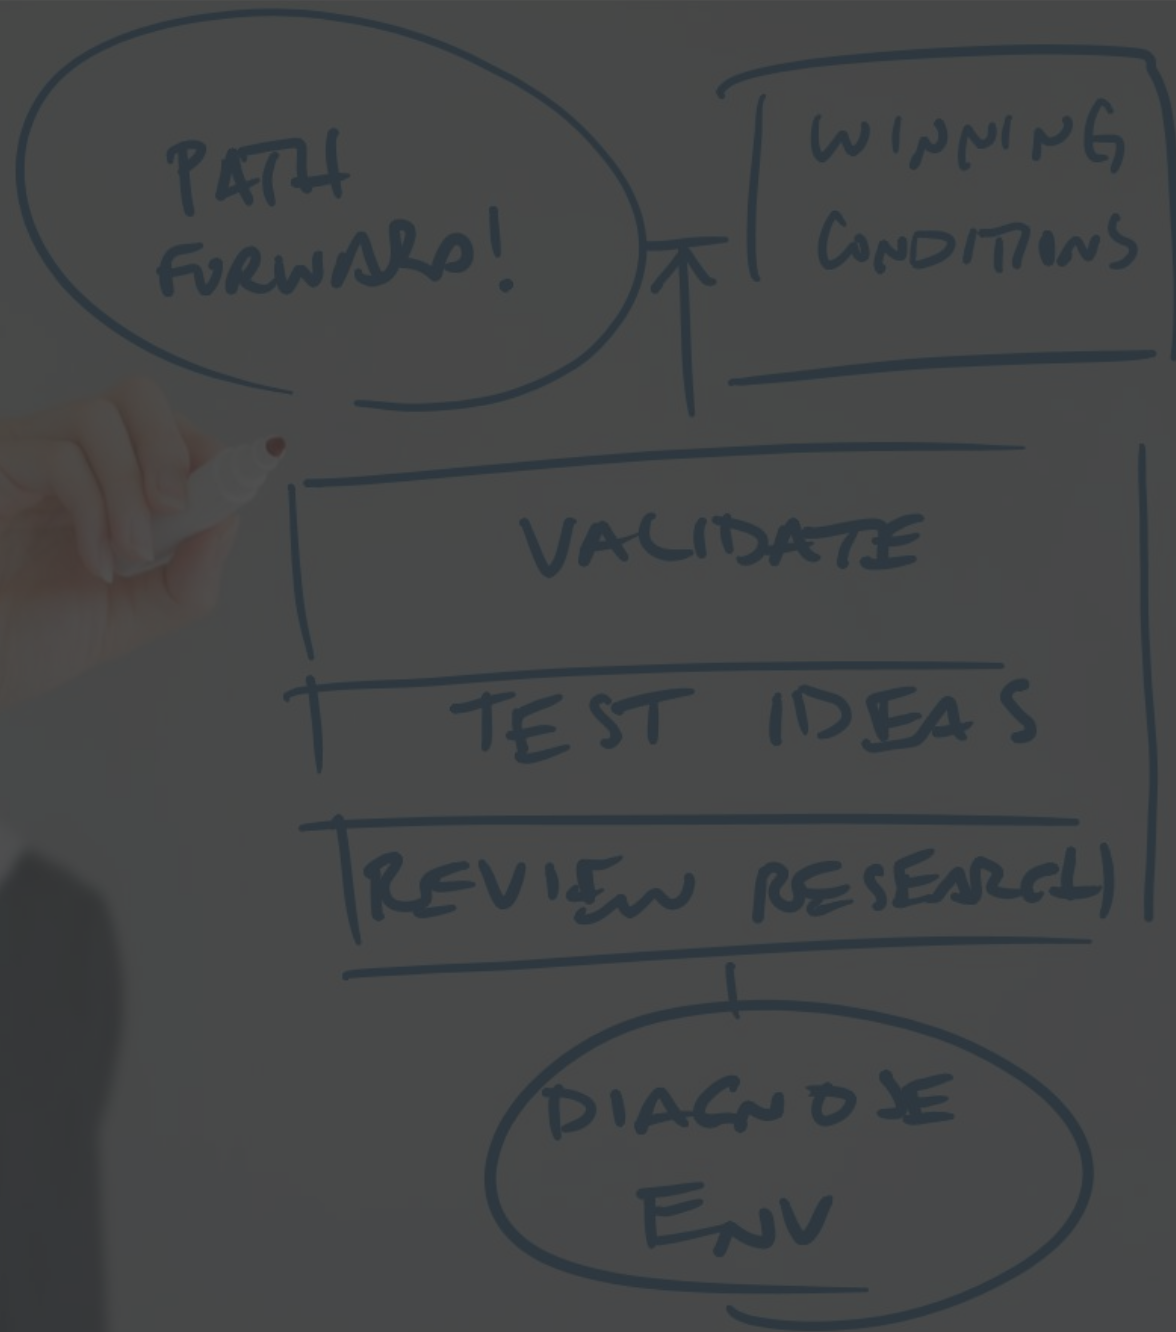 PATH
FORWARD!
WINNING
CONDITIONS
VALIDATE
TEST IDEAS
REVIEW RESEARCH
DIAGNOSE
ENV